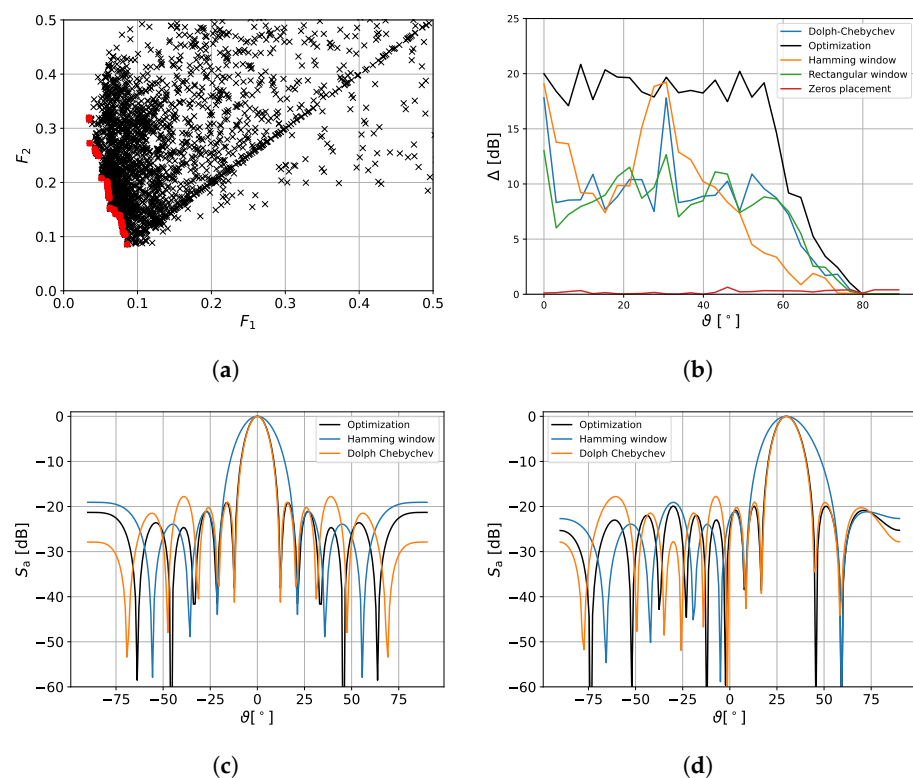 0.5
0.4
0.3
0.2
0.1
0.0
F2
0.0 0.1 0.2 0.3 0.4 0.5
F1
(a)
25
20
15
10
5
0
Δ [dB]
Dolph-Chebychev
Optimization
Hamming window
Rectangular window
Zeros placement
0 20 40 60 80
ϑ [°]
(b)
0
−10
−20
−30
−40
−50
−60
Sa [dB]
Optimization
Hamming window
Dolph Chebychev
−75 −50 −25 0 25 50 75
ϑ[°]
(c)
0
−10
−20
−30
−40
−50
−60
Sa [dB]
Optimization
Hamming window
Dolph Chebychev
−75 −50 −25 0 25 50 75
ϑ[°]
(d)